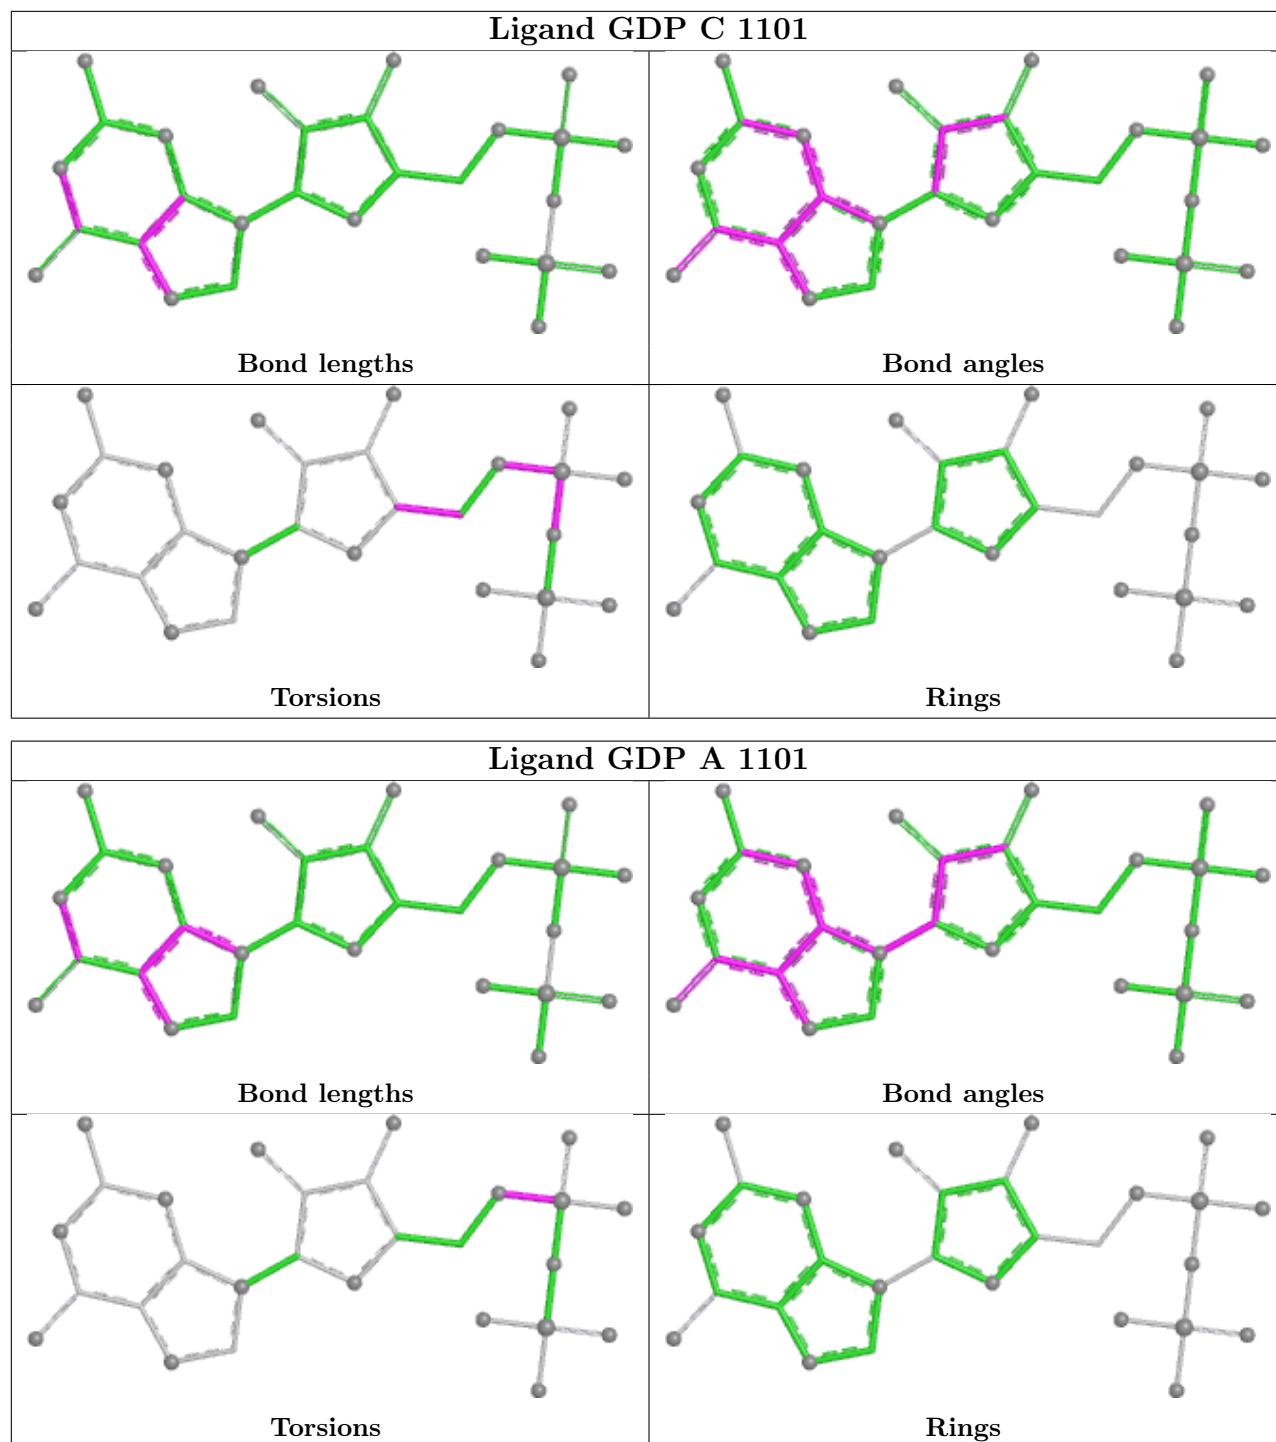 Ligand GDP C 1101
Bond lengths
Bond angles
Torsions
Rings
Ligand GDP A 1101
Bond lengths
Bond angles
Torsions
Rings